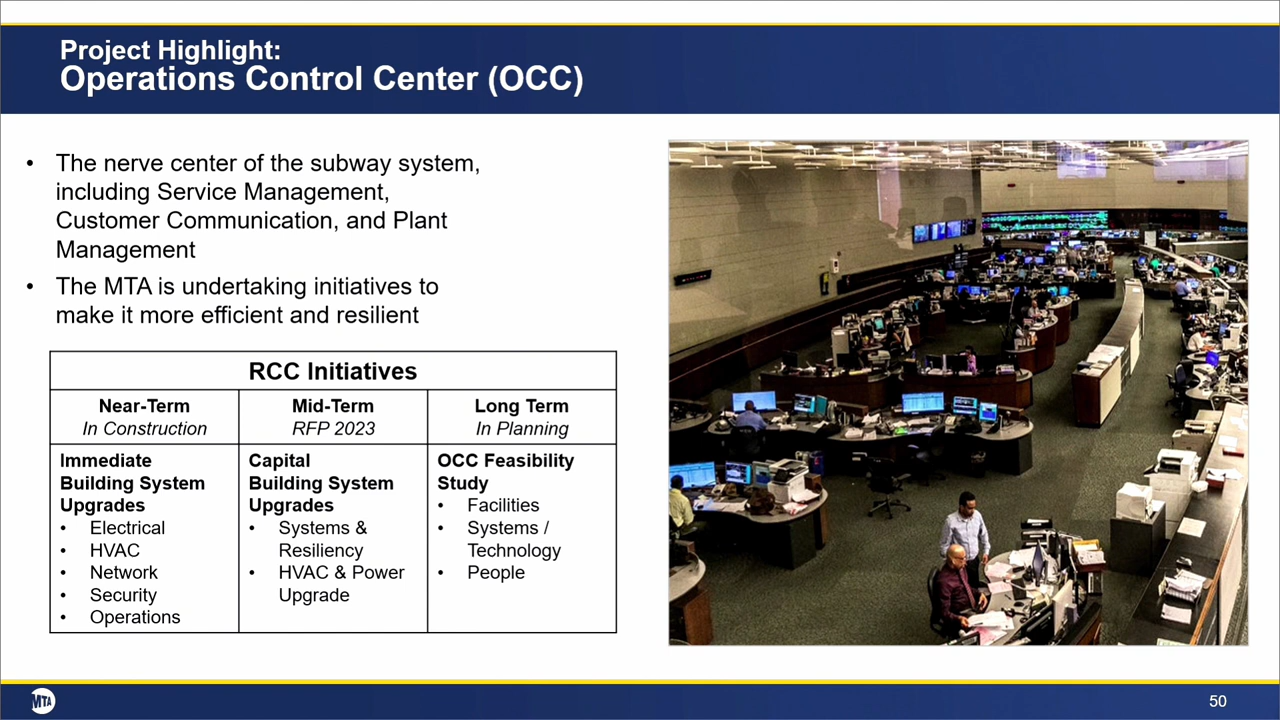 Project Highlight:
Operations Control Center (OCC)
• The nerve center of the subway system,
including Service Management,
Customer Communication, and Plant
Management
• The MTA is undertaking initiatives to
make it more efficient and resilient
RCC Initiatives
Near-Term
In Construction
Mid-Term
RFP 2023
Long Term
In Planning
Immediate
Building System
Upgrades
• Electrical
• HVAC
• Network
• Security
• Operations
Capital
Building System
Upgrades
• Systems &
Resiliency
• HVAC & Power
Upgrade
OCC Feasibility
Study
• Facilities
• Systems /
Technology
• People
MTA
50